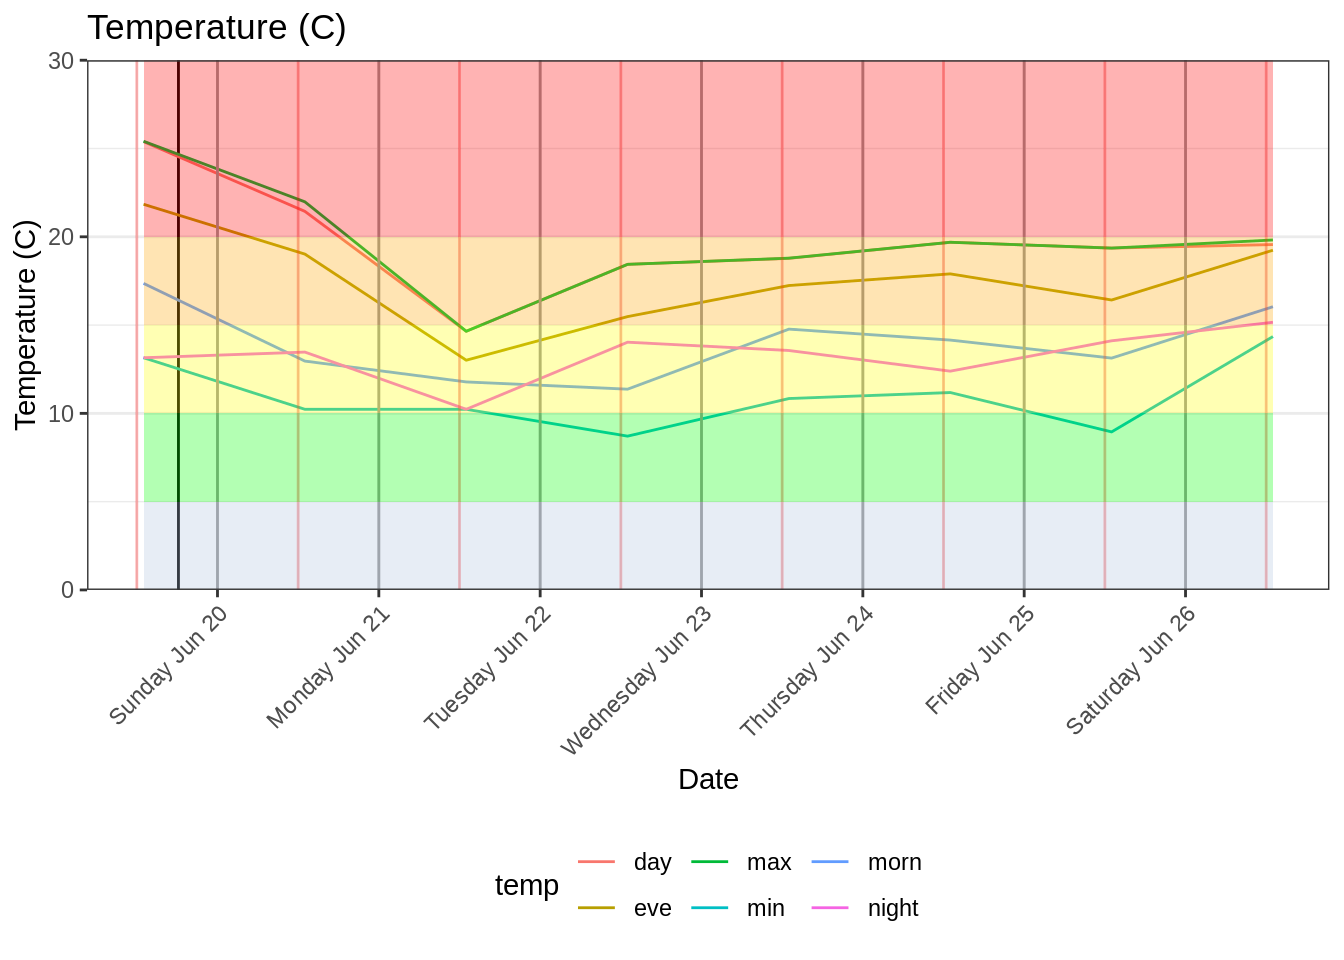 Temperature (C)
30
20
10
0
Temperature (C)
Sunday Jun 20
Monday Jun 21
Tuesday Jun 22
Wednesday Jun 23
Thursday Jun 24
Friday Jun 25
Saturday Jun 26
Date
temp
day max morn
eve min night